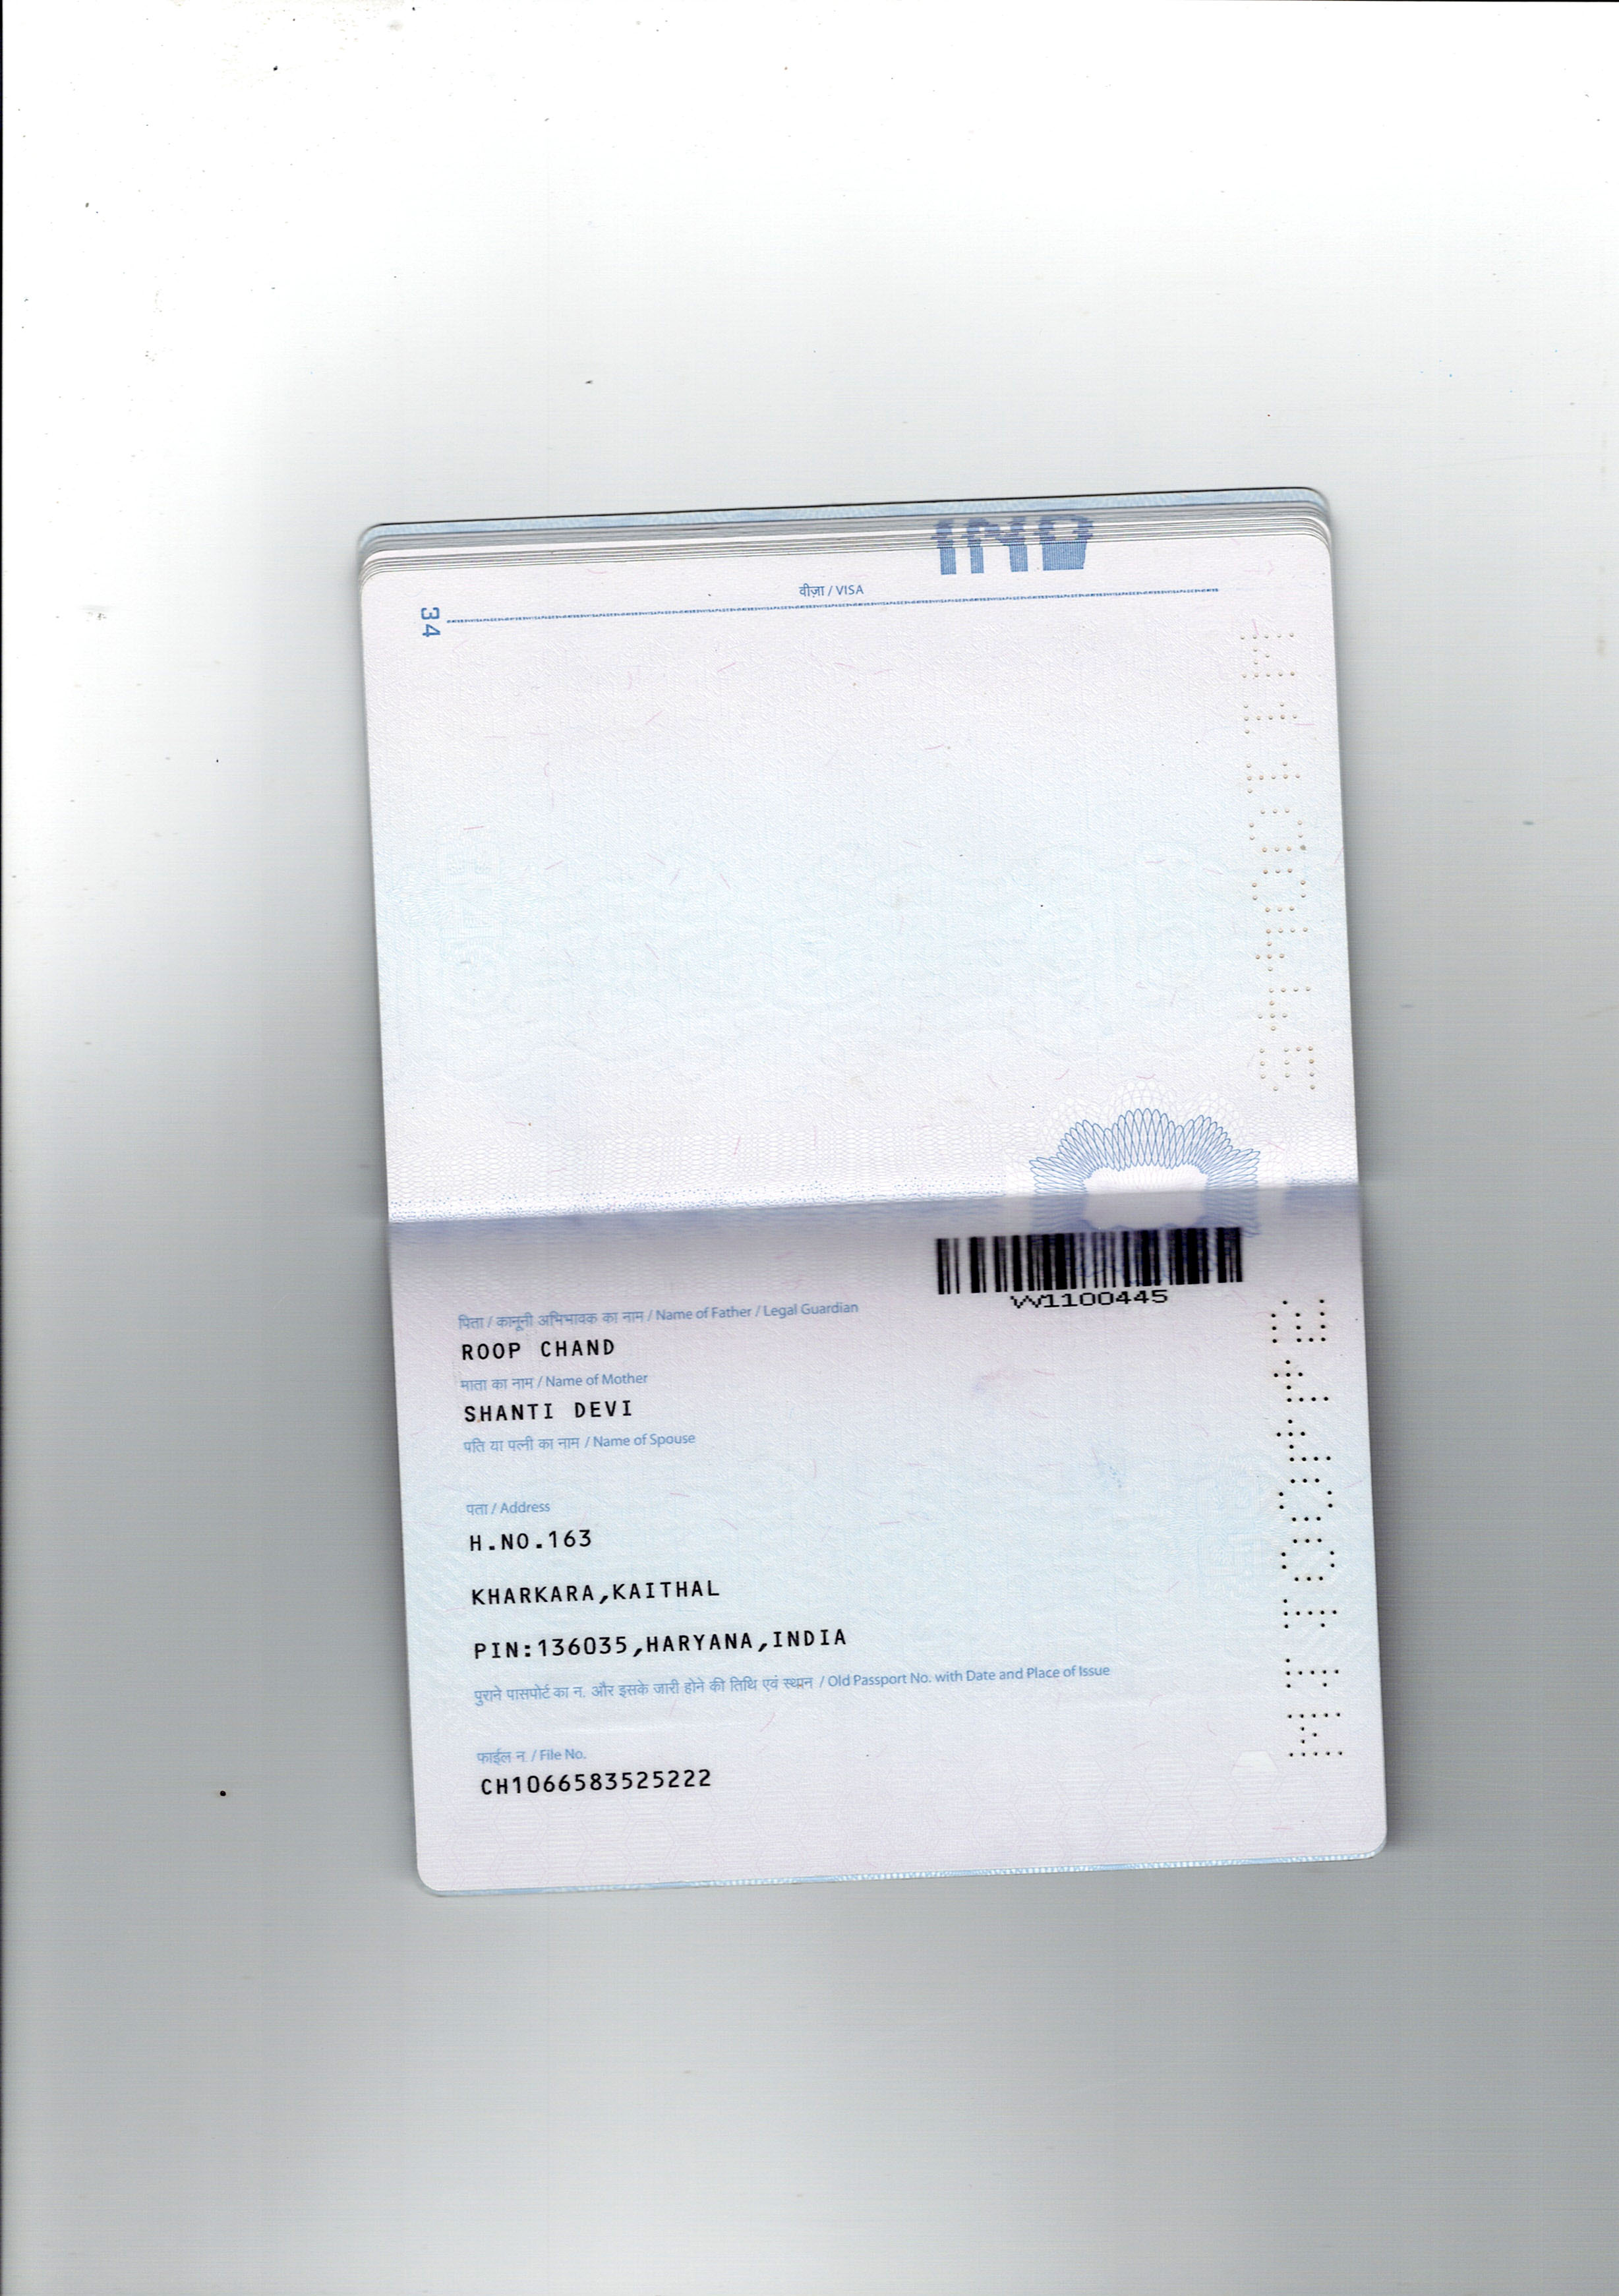 IND
वीज़ा / VISA
34
W1100445
पिता / कानूनी अभिभावक का नाम / Name of Father / Legal Guardian
ROOP CHAND
माता का नाम / Name of Mother
SHANTI DEVI
पति या पत्नी का नाम / Name of Spouse
पता / Address
H.NO.163
KHARKARA,KAITHAL
PIN:136035,HARYANA,INDIA
पुराने पासपोर्ट का न. और इसके जारी होने की तिथि एवं स्थान / Old Passport No. with Date and Place of Issue
फाईल न / File No.
CH1066583525222